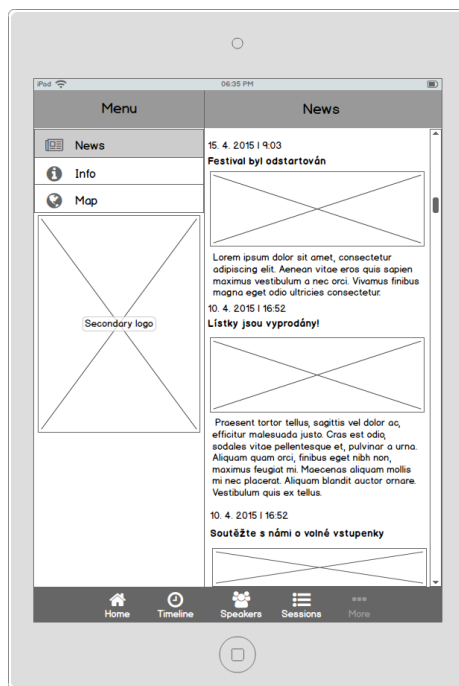 iPod
06:35 PM
Menu
News
News
Info
Map
Secondary logo
15. 4. 2015 | 9:03
Festival byl odstartován
Lorem ipsum dolor sit amet, consectetur
adipiscing elit. Aenean vitae eros quis sapien
maximus vestibulum a nec orci. Vivamus finibus
magna eget odio ultricies consectetur.
10. 4. 2015 | 16:52
Lístky jsou vyprodány!
Praesent tortor tellus, sagittis vel dolor ac,
efficitur malesuada justo. Cras est odio,
sodales vitae pellentesque et, pulvinar a urna.
Aliquam quam orci, finibus eget nibh non,
maximus feugiat mi. Maecenas aliquam mollis
mi nec placerat. Aliquam blandit auctor ornare.
Vestibulum quis ex tellus.
10. 4. 2015 | 16:52
Soutěžte s námi o volné vstupenky
Home
Timeline
Speakers
Sessions
More